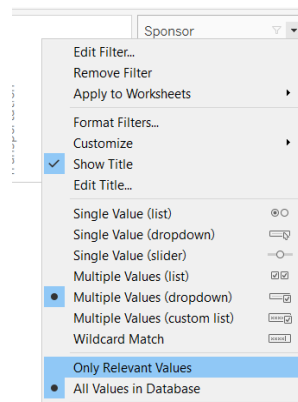 Sponsor
Transportation
Edit Filter...
Remove Filter
Apply to Worksheets
Format Filters...
Customize
Show Title
Edit Title...
Single Value (list)
Single Value (dropdown)
Single Value (slider)
Multiple Values (list)
Multiple Values (dropdown)
Multiple Values (custom list)
Wildcard Match
Only Relevant Values
All Values in Database